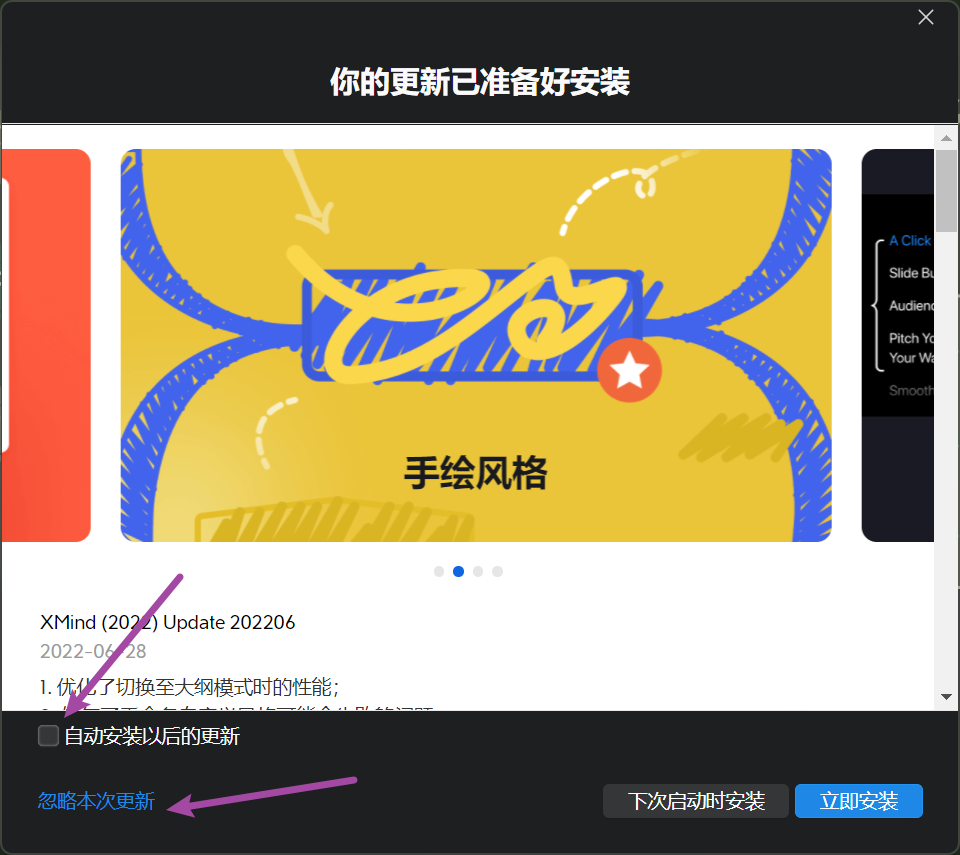 你的更新已准备好安装
A Click
Slide
Audienc
Pitch Yo
Your Wa
Smooth
手绘风格
XMind (2022) Update 202206
2022-06-28
1. 优化了切换至大纲模式时的性能；
自动安装以后的更新
忽略本次更新
下次启动时安装
立即安装